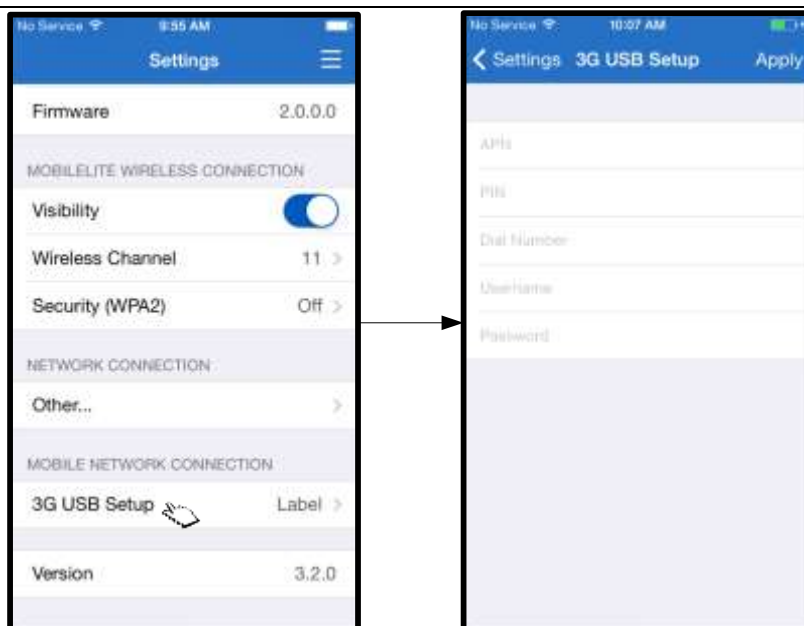 No Service 9:55 AM
Settings
Firmware 2.0.0.0
MOBILELITE WIRELESS CONNECTION
Visibility
Wireless Channel 11
Security (WPA2) Off
NETWORK CONNECTION
Other...
MOBILE NETWORK CONNECTION
3G USB Setup Label
Version 3.2.0
No Service 10:07 AM
Settings 3G USB Setup Apply
APN
PIN
Dial Number
Username
Password